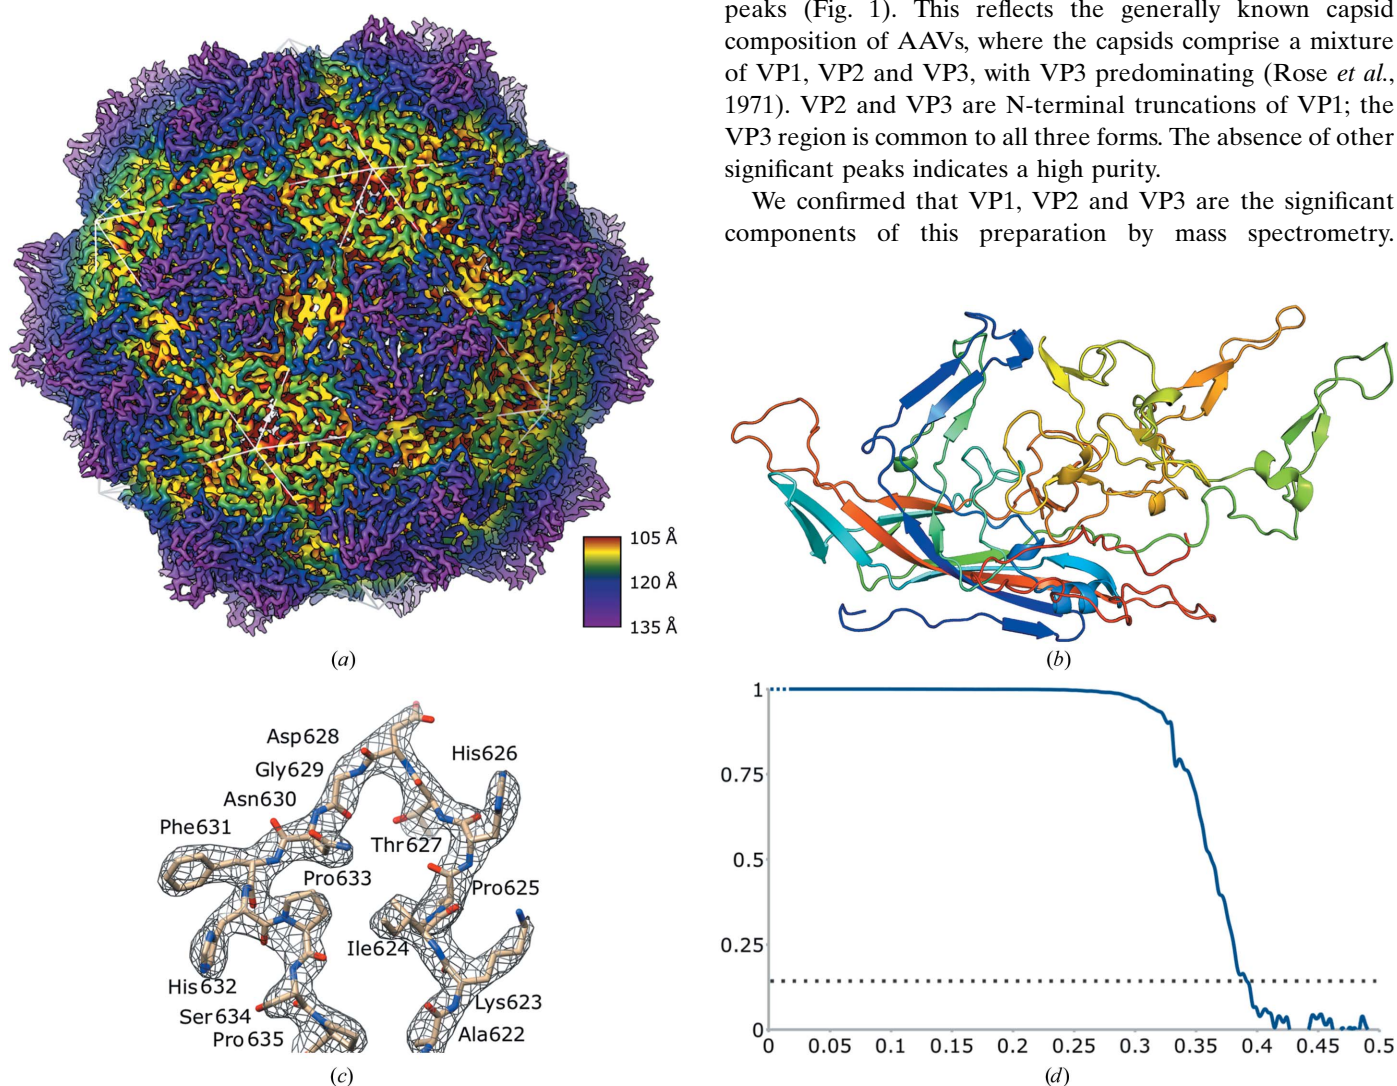 (a)
105 Å
120 Å
135 Å
peaks (Fig. 1). This reflects the generally known capsid
composition of AAVs, where the capsids comprise a mixture
of VP1, VP2 and VP3, with VP3 predominating (Rose et al.,
1971). VP2 and VP3 are N-terminal truncations of VP1; the
VP3 region is common to all three forms. The absence of other
significant peaks indicates a high purity.
We confirmed that VP1, VP2 and VP3 are the significant
components of this preparation by mass spectrometry.
(b)
Asp628
Gly629
Asn630
Phe631
His626
Thr627
Pro633
Pro625
Ile624
His632
Ser634
Pro635
Lys623
Ala622
(c)
1
0.75
0.5
0.25
0
0 0.05 0.1 0.15 0.2 0.25 0.3 0.35 0.4 0.45 0.5
(d)